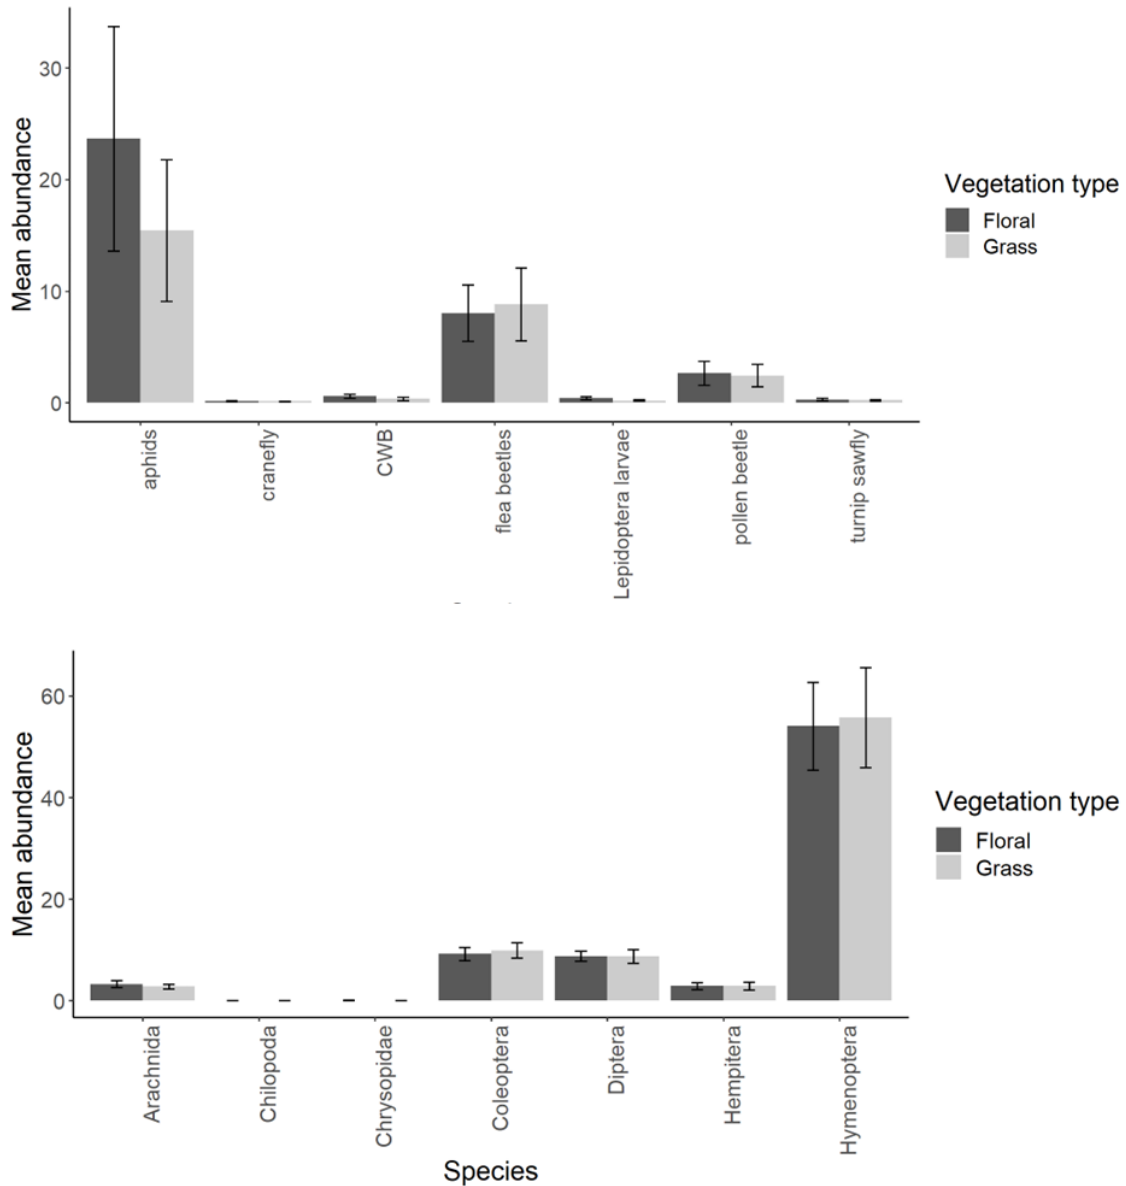 30
20
10
0
Mean abundance
aphids
cranefly
CWB
flea beetles
Lepidoptera larvae
pollen beetle
turnip sawfly
Vegetation type
Floral
Grass
60
40
20
0
Mean abundance
Arachnida
Chilopoda
Chrysopidae
Coleoptera
Diptera
Hempitera
Hymenoptera
Species
Vegetation type
Floral
Grass